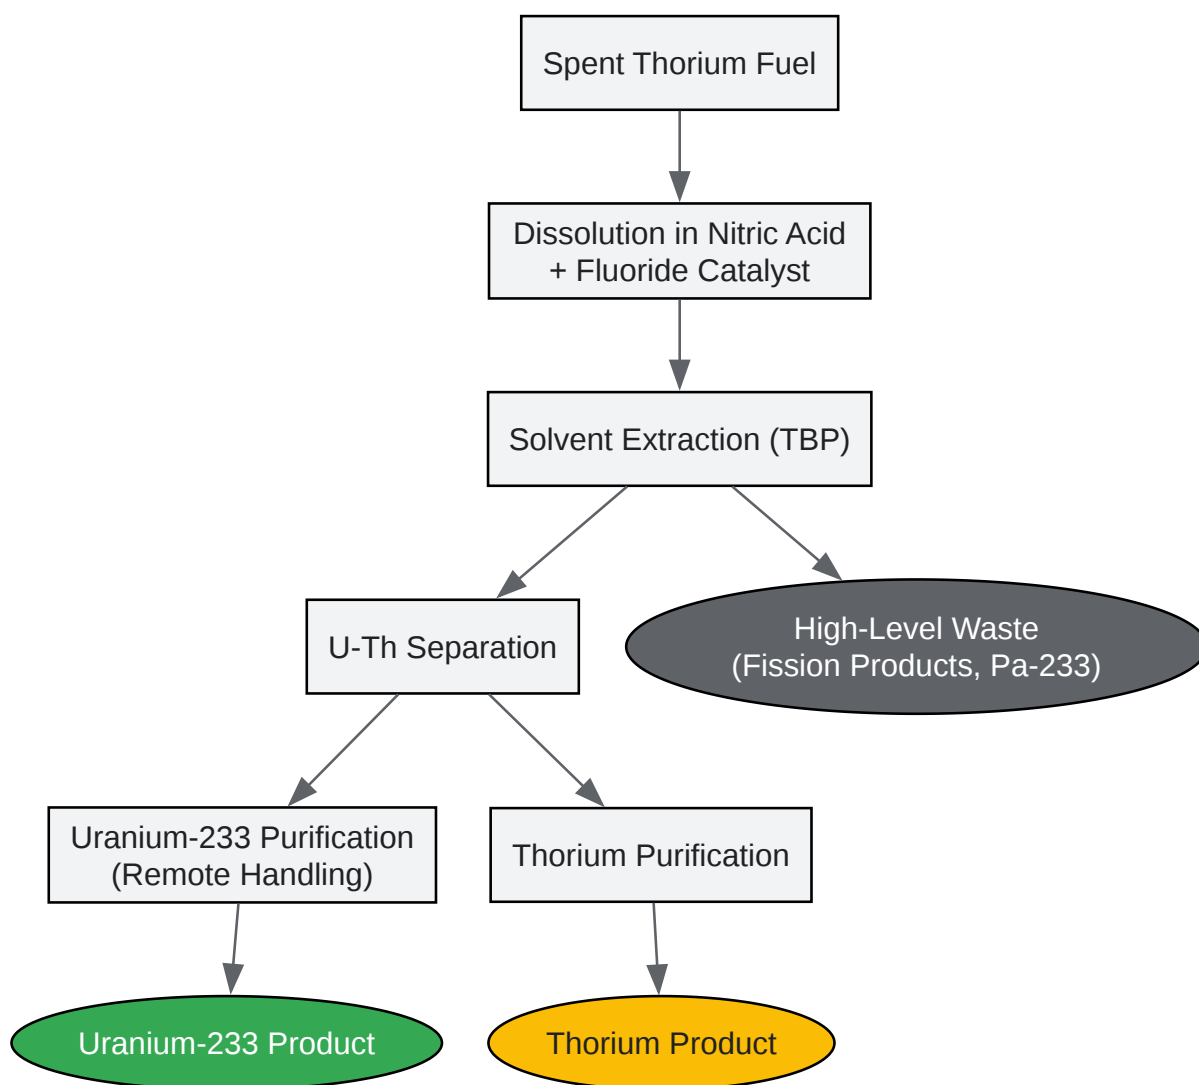 Spent Thorium Fuel
Dissolution in Nitric Acid
+ Fluoride Catalyst
Solvent Extraction (TBP)
U-Th Separation
High-Level Waste
(Fission Products, Pa-233)
Uranium-233 Purification
(Remote Handling)
Thorium Purification
Uranium-233 Product
Thorium Product